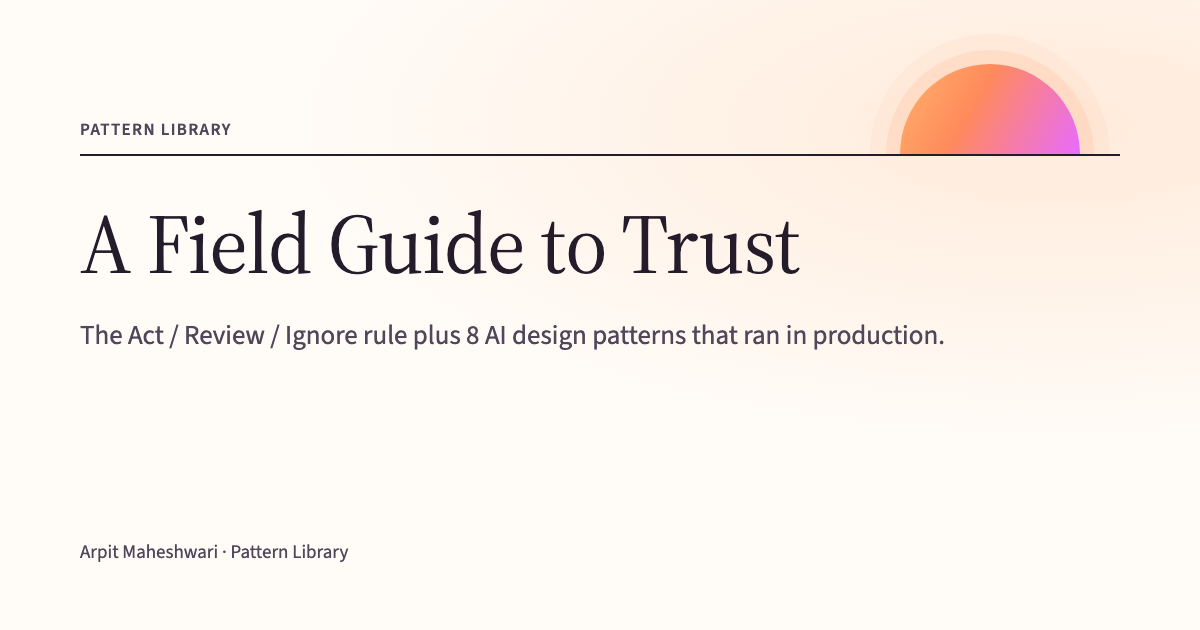 PATTERN LIBRARY
A Field Guide to Trust
The Act / Review / Ignore rule plus 8 AI design patterns that ran in production.
Arpit Maheshwari · Pattern Library